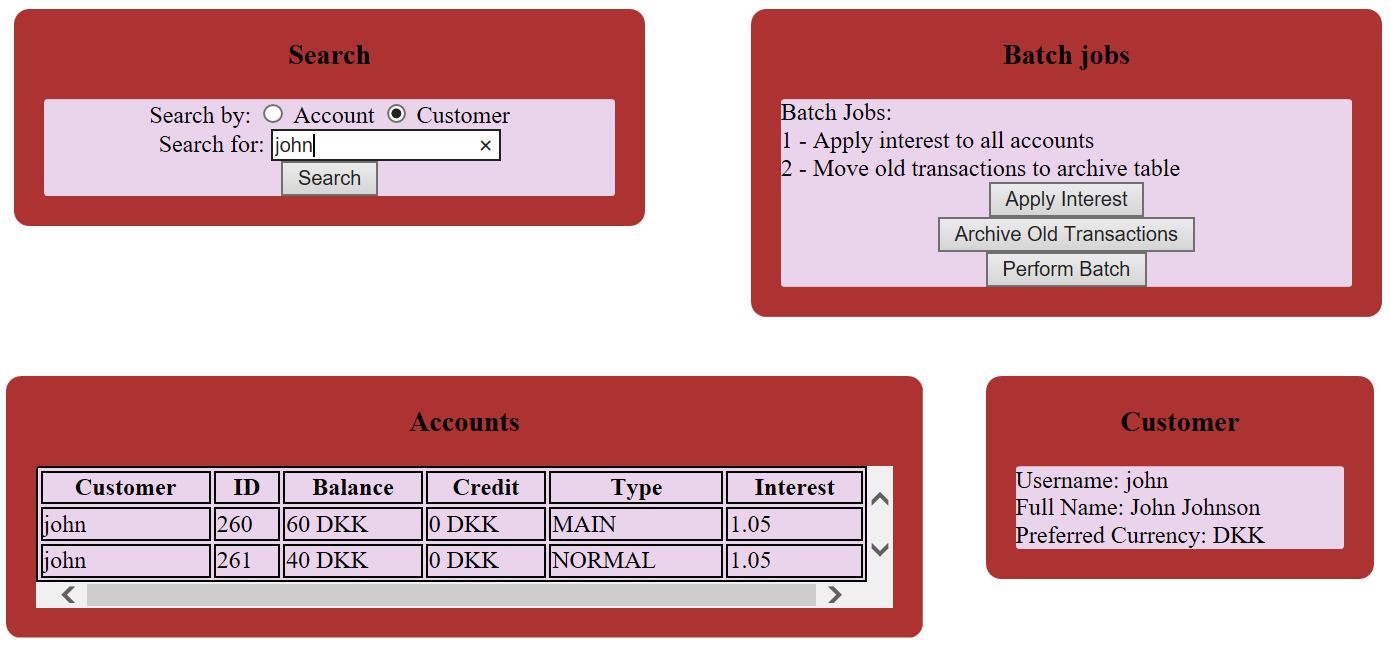 Search
Search by: Account Customer
Search for: john ×
Search
Batch jobs
Batch Jobs:
1 - Apply interest to all accounts
2 - Move old transactions to archive table
Apply Interest
Archive Old Transactions
Perform Batch
Accounts
Customer ID Balance Credit Type Interest
john 260 60 DKK 0 DKK MAIN 1.05
john 261 40 DKK 0 DKK NORMAL 1.05
Customer
Username: john
Full Name: John Johnson
Preferred Currency: DKK